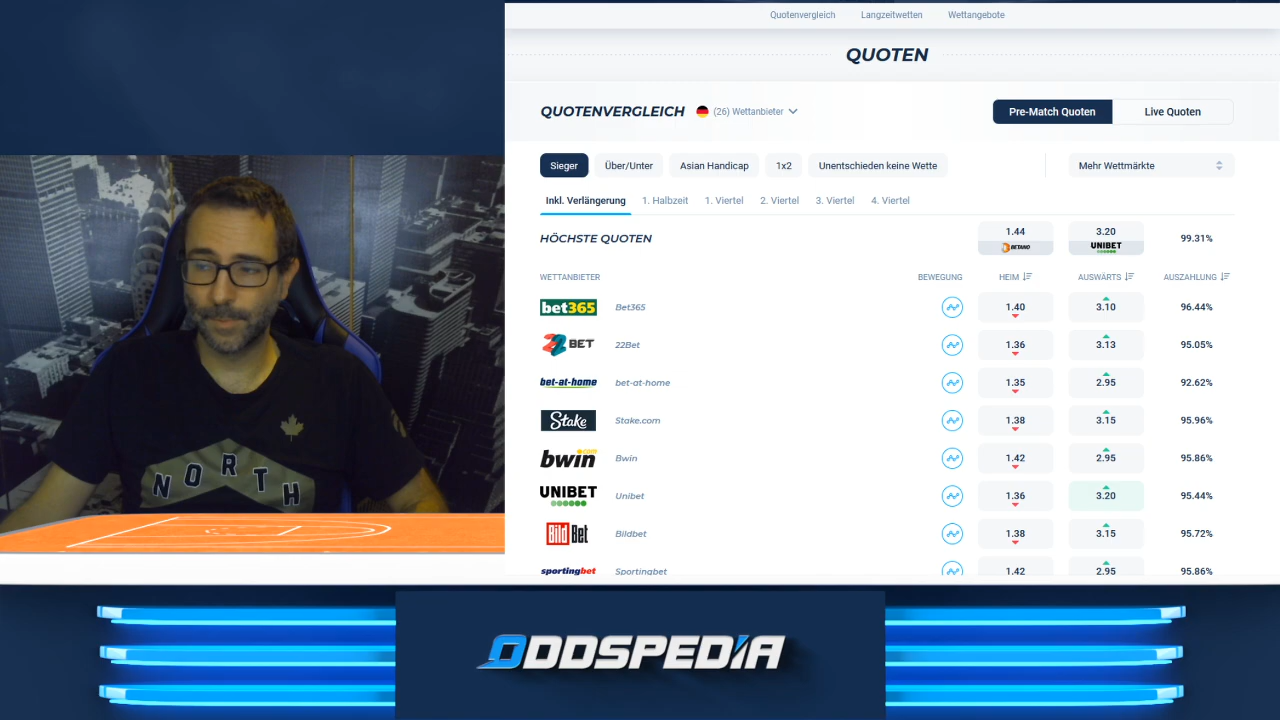 Quotenvergleich Langzeitwetten Wettangebote
QUOTEN
QUOTENVERGLEICH (26) Wettanbieter Pre-Match Quoten Live Quoten
Sieger Über/Unter Asian Handicap 1x2 Unentschieden keine Wette Mehr Wettmärkte
Inkl. Verlängerung 1. Halbzeit 1. Viertel 2. Viertel 3. Viertel 4. Viertel
HÖCHSTE QUOTEN 1.44 3.20 99.31%
BETANO UNIBET
WETTANBIETER BEWEGUNG HEIM AUSWÄRTS AUSZAHLUNG
bet365 Bet365 1.40 3.10 96.44%
22 BET 22Bet 1.36 3.13 95.05%
bet-at-home bet-at-home 1.35 2.95 92.62%
Stake Stake.com 1.38 3.15 95.96%
bwin.com Bwin 1.42 2.95 95.86%
UNIBET Unibet 1.36 3.20 95.44%
Bild Bet Bildbet 1.38 3.15 95.72%
sportingbet Sportingbet 1.42 2.95 95.86%
NORTH
ODDSPEDIA